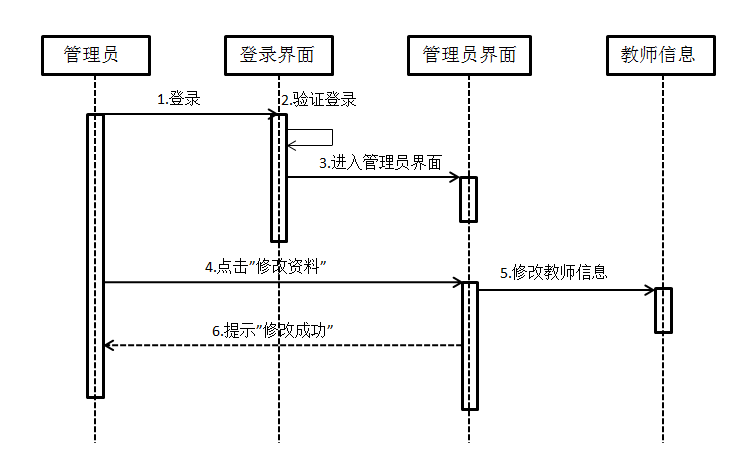 管理员
登录界面
管理员界面
教师信息
1.登录
2.验证登录
3.进入管理员界面
4.点击”修改资料”
5.修改教师信息
6.提示”修改成功”